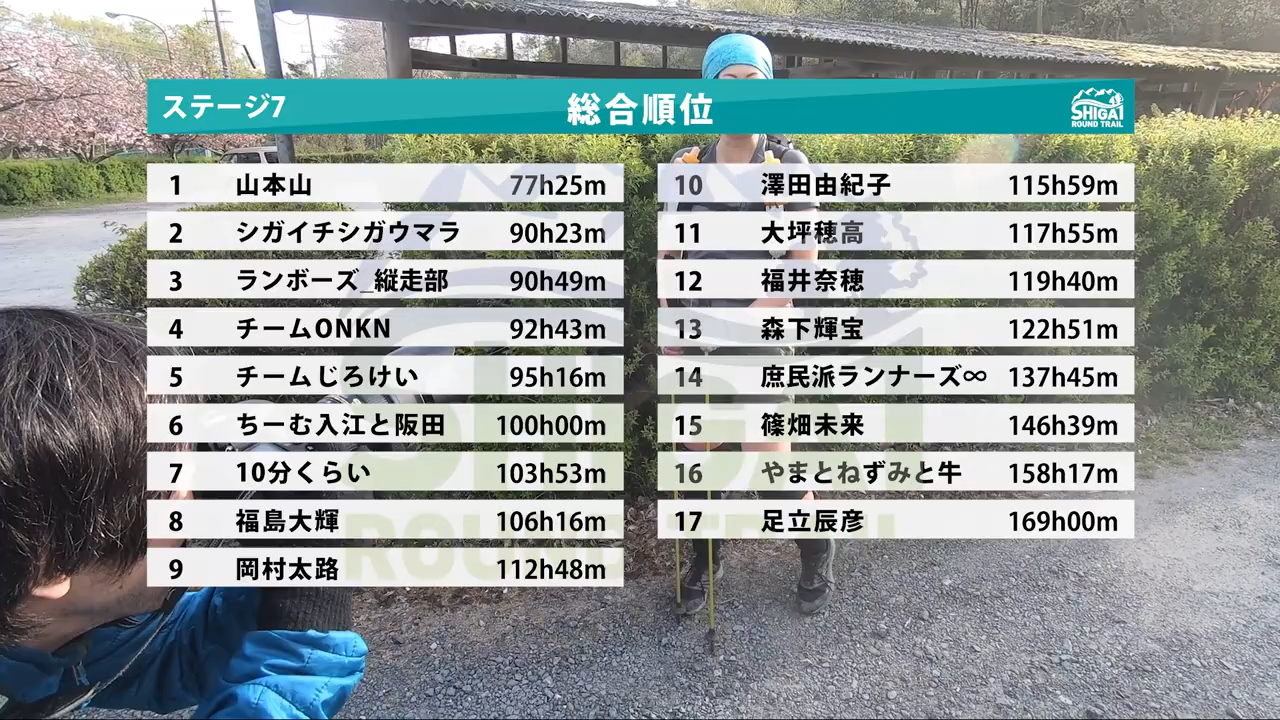 ステージ7
総合順位
SHIGA1
ROUND TRAIL
1 山本山 77h25m
2 シガイチシガウマラ 90h23m
3 ランボーズ_縦走部 90h49m
4 チームONKN 92h43m
5 チームじろけい 95h16m
6 ちーむ入江と阪田 100h00m
7 10分くらい 103h53m
8 福島大輝 106h16m
9 岡村太路 112h48m
10 澤田由紀子 115h59m
11 大坪穂高 117h55m
12 福井奈穂 119h40m
13 森下輝宝 122h51m
14 庶民派ランナーズ∞ 137h45m
15 篠畑未来 146h39m
16 やまとねずみと牛 158h17m
17 足立辰彦 169h00m
SHIGA1
ROUND TRAIL